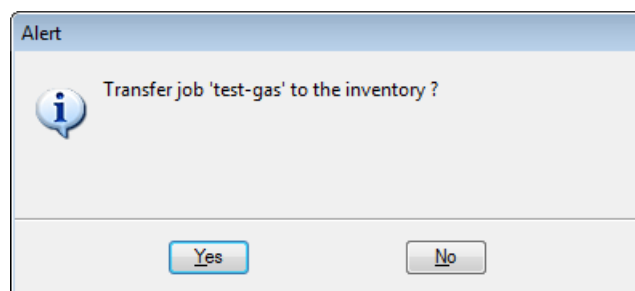 Alert
Transfer job 'test-gas' to the inventory ?
Yes
No